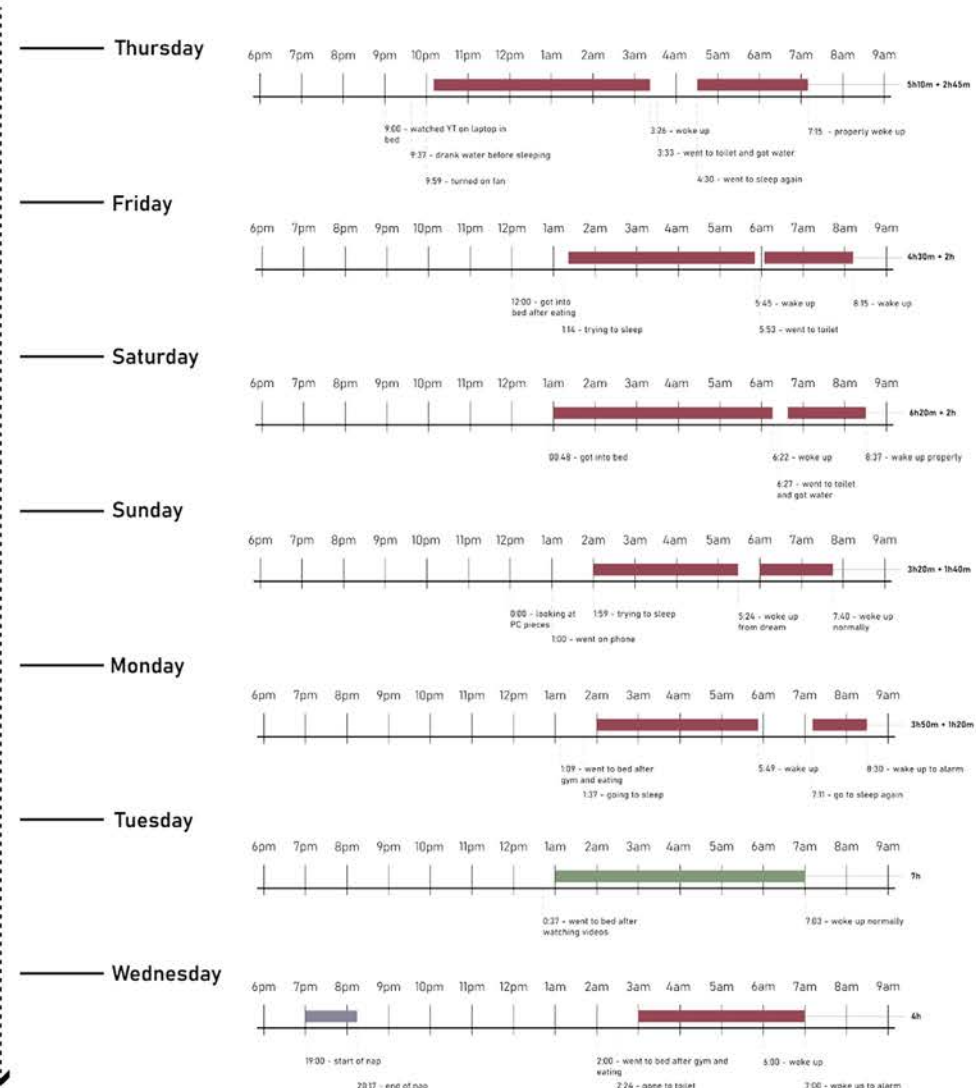 Thursday
6pm 7pm 8pm 9pm 10pm 11pm 12pm 1am 2am 3am 4am 5am 6am 7am 8am 9am
5h10m + 2h45m
9:00 - watched YT on laptop in
bed
3:26 - woke up
7:15 - properly woke up
9:37 - drank water before sleeping
3:33 - went to toilet and got water
9:59 - turned on fan
4:30 - went to sleep again
Friday
6pm 7pm 8pm 9pm 10pm 11pm 12pm 1am 2am 3am 4am 5am 6am 7am 8am 9am
4h30m + 2h
12:00 - got into
bed after eating
5:45 - wake up
8:15 - wake up
1:14 - trying to sleep
5:53 - went to toilet
Saturday
6pm 7pm 8pm 9pm 10pm 11pm 12pm 1am 2am 3am 4am 5am 6am 7am 8am 9am
6h20m + 2h
00:48 - got into bed
6:22 - woke up
8:37 - wake up properly
6:27 - went to toilet
and got water
Sunday
6pm 7pm 8pm 9pm 10pm 11pm 12pm 1am 2am 3am 4am 5am 6am 7am 8am 9am
3h20m + 1h40m
0:00 - looking at
PC pieces
1:59 - trying to sleep
5:24 - woke up
from dream
7:40 - woke up
normally
1:00 - went on phone
Monday
6pm 7pm 8pm 9pm 10pm 11pm 12pm 1am 2am 3am 4am 5am 6am 7am 8am 9am
3h50m + 1h20m
1:09 - went to bed after
gym and eating
5:49 - wake up
8:30 - wake up to alarm
1:37 - going to sleep
7:11 - go to sleep again
Tuesday
6pm 7pm 8pm 9pm 10pm 11pm 12pm 1am 2am 3am 4am 5am 6am 7am 8am 9am
7h
0:37 - went to bed after
watching videos
7:03 - woke up normally
Wednesday
6pm 7pm 8pm 9pm 10pm 11pm 12pm 1am 2am 3am 4am 5am 6am 7am 8am 9am
4h
19:00 - start of nap
2:00 - went to bed after gym and
eating
6:00 - wake up
20:17 - end of nap
2:24 - gone to toilet
7:00 - wake up to alarm